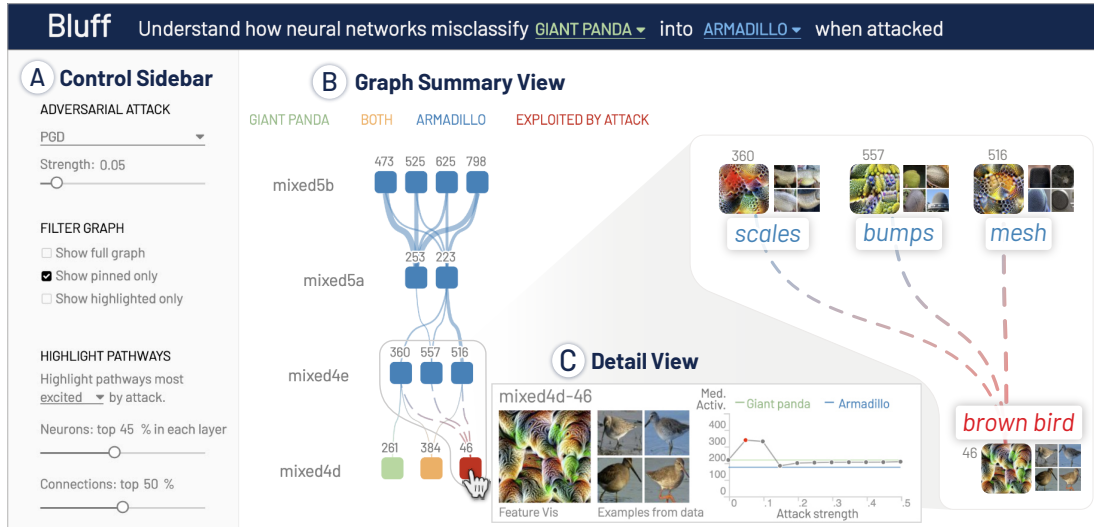 Bluff Understand how neural networks misclassify GIANT PANDA into ARMADILLO when attacked
A Control Sidebar
ADVERSARIAL ATTACK
PGD
Strength: 0.05
FILTER GRAPH
Show full graph
Show pinned only
Show highlighted only
HIGHLIGHT PATHWAYS
Highlight pathways most
excited by attack.
Neurons: top 45 % in each layer
Connections: top 50 %
B Graph Summary View
GIANT PANDA BOTH ARMADILLO EXPLOITED BY ATTACK
473 525 625 798
mixed5b
253 223
mixed5a
360 557 516
mixed4e
261 384 46
mixed4d
360 557 516
scales bumps mesh
brown bird
46
C Detail View
mixed4d-46
Feature Vis Examples from data
Med.
Activ.
Giant panda Armadillo
400
300
200
100
0
0 .1 .2 .3 .4 .5
Attack strength